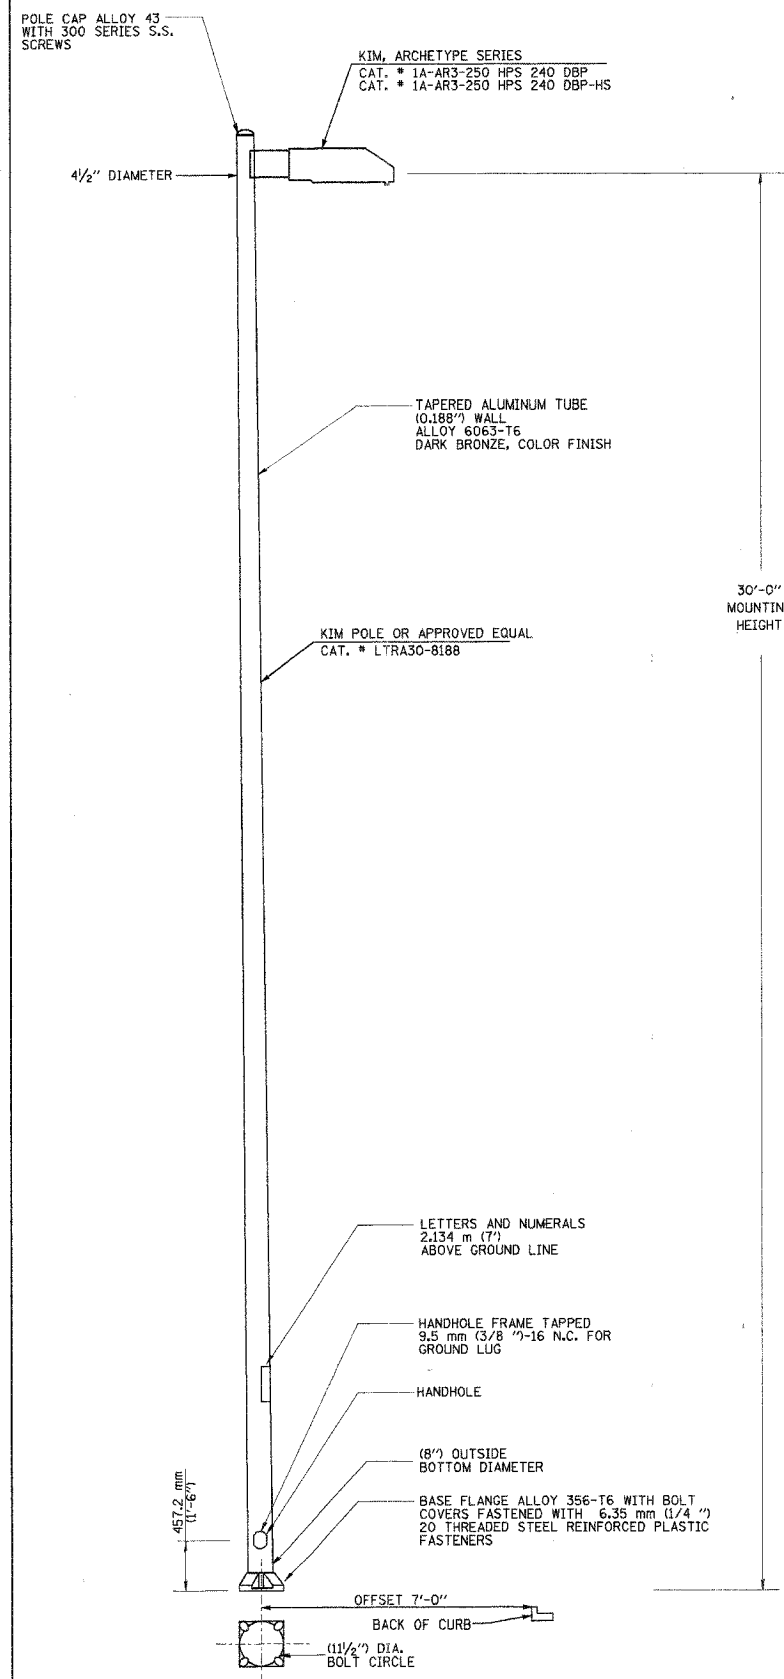 POLE CAP ALLOY 43
WITH 300 SERIES S.S.
SCREWS
KIM, ARCHETYPE SERIES
CAT. # 1A-AR3-250 HPS 240 DBP
CAT. # 1A-AR3-250 HPS 240 DBP-HS
4½" DIAMETER
TAPERED ALUMINUM TUBE
(0.188") WALL
ALLOY 6063-T6
DARK BRONZE, COLOR FINISH
30'-0"
MOUNTIN
HEIGHT
KIM POLE OR APPROVED EQUAL
CAT. # LTRA30-8188
LETTERS AND NUMERALS
2.134 m (7')
ABOVE GROUND LINE
HANDHOLE FRAME TAPPED
9.5 mm (3/8 ")-16 N.C. FOR
GROUND LUG
HANDHOLE
(8") OUTSIDE
BOTTOM DIAMETER
457.2 mm
(1'-6")
BASE FLANGE ALLOY 356-T6 WITH BOLT
COVERS FASTENED WITH 6.35 mm (1/4 ")
20 THREADED STEEL REINFORCED PLASTIC
FASTENERS
OFFSET 7'-0"
BACK OF CURB
(11½") DIA.
BOLT CIRCLE